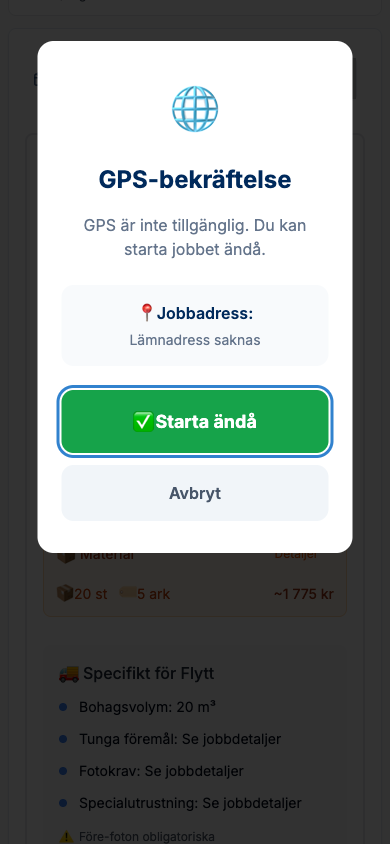 GPS-bekräftelse
GPS är inte tillgänglig. Du kan
starta jobbet ändå.
📍Jobbadress:
Lämnadress saknas
✅Starta ändå
Avbryt
📦 Material
Detaljer
📦20 st 5 ark
~1 775 kr
🚚 Specifikt för Flytt
Bohagsvolym: 20 m³
Tunga föremål: Se jobbdetaljer
Fotokrav: Se jobbdetaljer
Specialutrustning: Se jobbdetaljer
⚠️ Före-foton obligatoriska